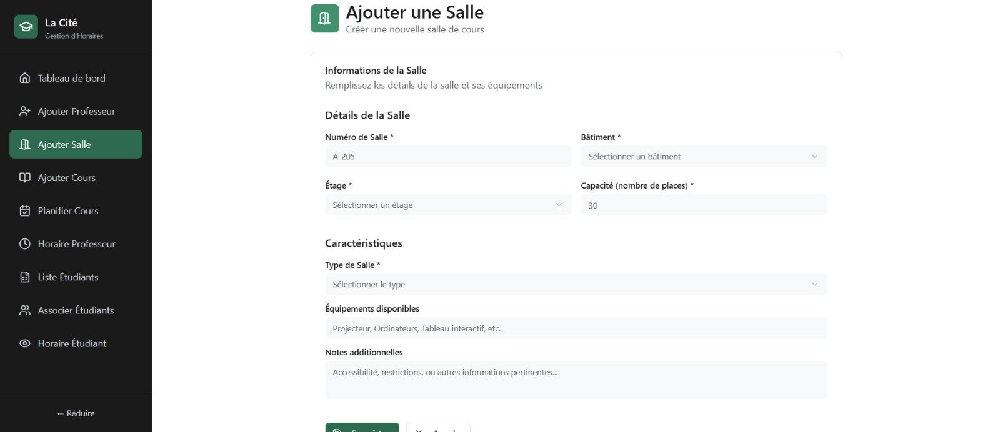 La Cité
Gestion d'Horaires
Tableau de bord
Ajouter Professeur
Ajouter Salle
Ajouter Cours
Planifier Cours
Horaire Professeur
Liste Étudiants
Associer Étudiants
Horaire Étudiant
← Réduire
Ajouter une Salle
Créer une nouvelle salle de cours
Informations de la Salle
Remplissez les détails de la salle et ses équipements
Détails de la Salle
Numéro de Salle *
A-205
Bâtiment *
Sélectionner un bâtiment
Étage *
Sélectionner un étage
Capacité (nombre de places) *
30
Caractéristiques
Type de Salle *
Sélectionner le type
Équipements disponibles
Projecteur, Ordinateurs, Tableau interactif, etc.
Notes additionnelles
Accessibilité, restrictions, ou autres informations pertinentes...